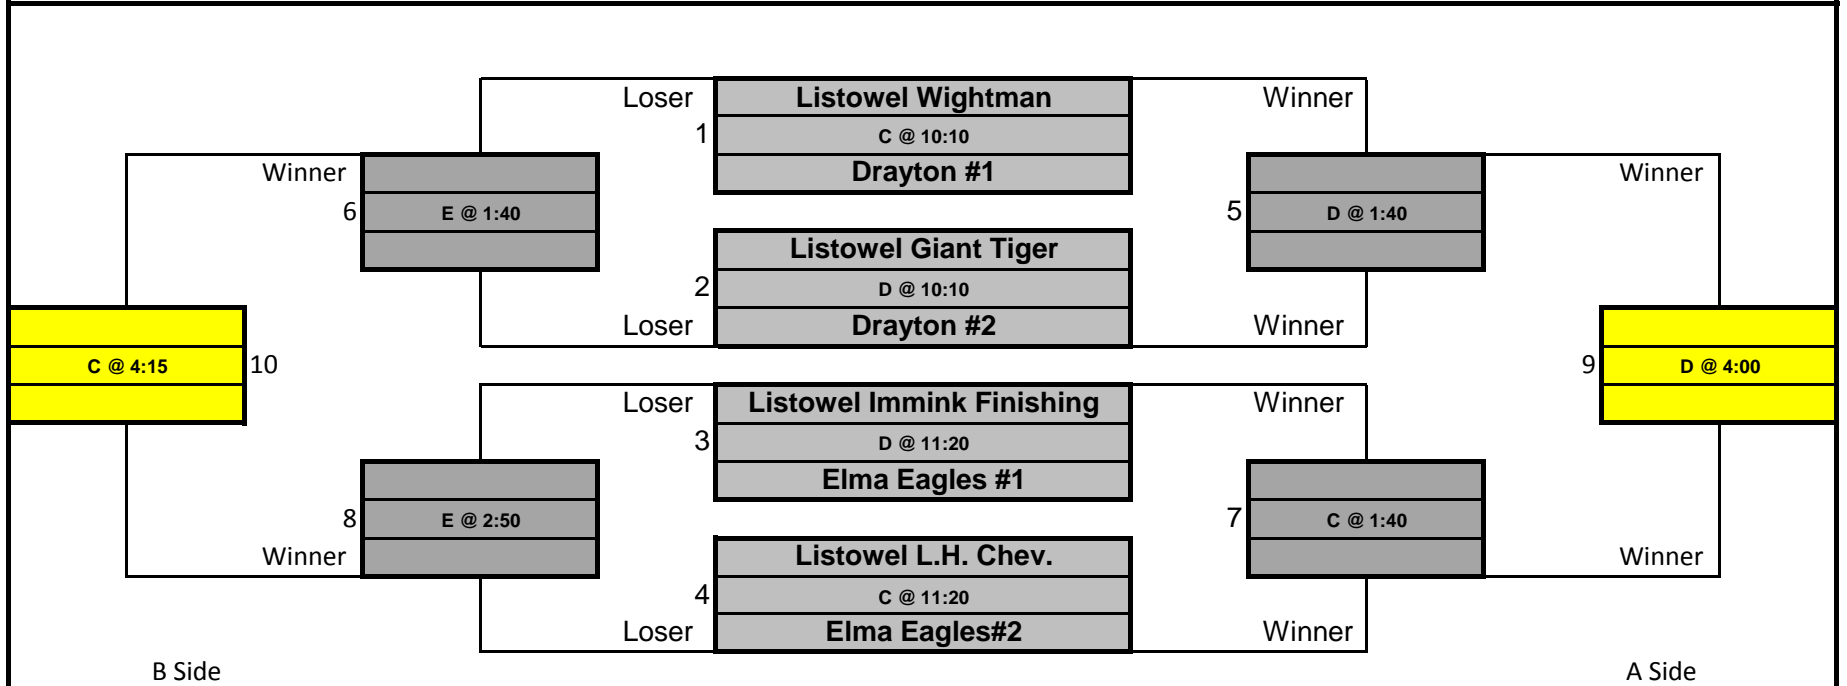 Loser Listowel Wightman Winner
1 C @ 10:10
Drayton #1
Winner Winner
6 E @ 1:40 5 D @ 1:40
Listowel Giant Tiger
2 D @ 10:10
Loser Drayton #2 Winner
C @ 4:15 10 9 D @ 4:00
Loser Listowel Immink Finishing Winner
3 D @ 11:20
Elma Eagles #1
8 E @ 2:50 7 C @ 1:40
Winner Listowel L.H. Chev. Winner
4 C @ 11:20
Loser Elma Eagles#2 Winner
B Side A Side